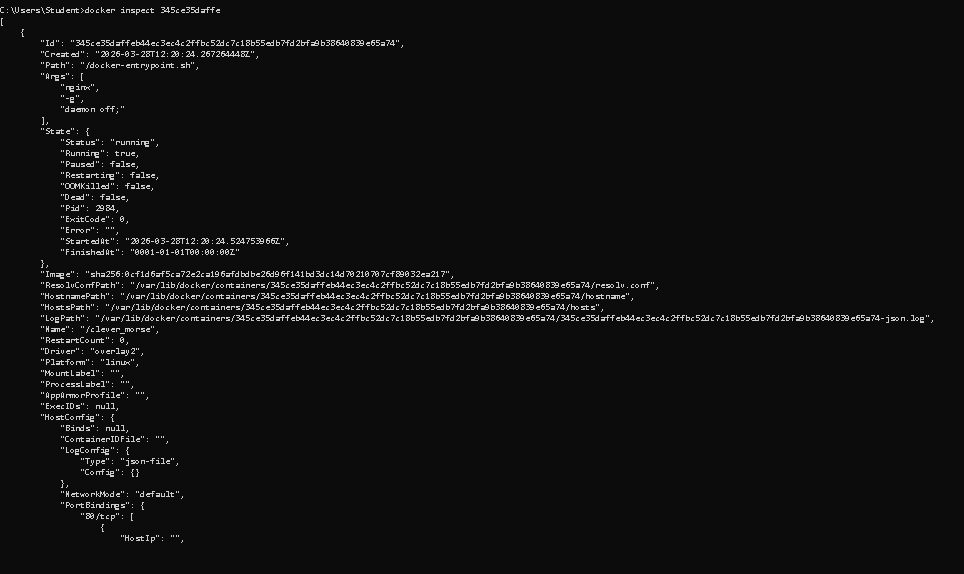 C:\Users\Student>docker inspect 345ce35daffe
[
    {
        "Id": "345ce35daffeb44ec3ec4c2ffbc52dc7c18b55edb7fd2bfa9b38640839e65a74",
        "Created": "2026-03-28T12:20:24.267264448Z",
        "Path": "/docker-entrypoint.sh",
        "Args": [
            "nginx",
            "-g",
            "daemon off;"
        ],
        "State": {
            "Status": "running",
            "Running": true,
            "Paused": false,
            "Restarting": false,
            "OOMKilled": false,
            "Dead": false,
            "Pid": 2984,
            "ExitCode": 0,
            "Error": "",
            "StartedAt": "2026-03-28T12:20:24.524753966Z",
            "FinishedAt": "0001-01-01T00:00:00Z"
        },
        "Image": "sha256:0cf1d6af5ca72e2ca196afdbdbe26d96f141bd3dc14d70210707cf89032ea217",
        "ResolvConfPath": "/var/lib/docker/containers/345ce35daffeb44ec3ec4c2ffbc52dc7c18b55edb7fd2bfa9b38640839e65a74/resolv.conf",
        "HostnamePath": "/var/lib/docker/containers/345ce35daffeb44ec3ec4c2ffbc52dc7c18b55edb7fd2bfa9b38640839e65a74/hostname",
        "HostsPath": "/var/lib/docker/containers/345ce35daffeb44ec3ec4c2ffbc52dc7c18b55edb7fd2bfa9b38640839e65a74/hosts",
        "LogPath": "/var/lib/docker/containers/345ce35daffeb44ec3ec4c2ffbc52dc7c18b55edb7fd2bfa9b38640839e65a74/345ce35daffeb44ec3ec4c2ffbc52dc7c18b55edb7fd2bfa9b38640839e65a74-json.log",
        "Name": "/clever_morse",
        "RestartCount": 0,
        "Driver": "overlay2",
        "Platform": "linux",
        "MountLabel": "",
        "ProcessLabel": "",
        "AppArmorProfile": "",
        "ExecIDs": null,
        "HostConfig": {
            "Binds": null,
            "ContainerIDFile": "",
            "LogConfig": {
                "Type": "json-file",
                "Config": {}
            },
            "NetworkMode": "default",
            "PortBindings": {
                "80/tcp": [
                    {
                        "HostIp": "",